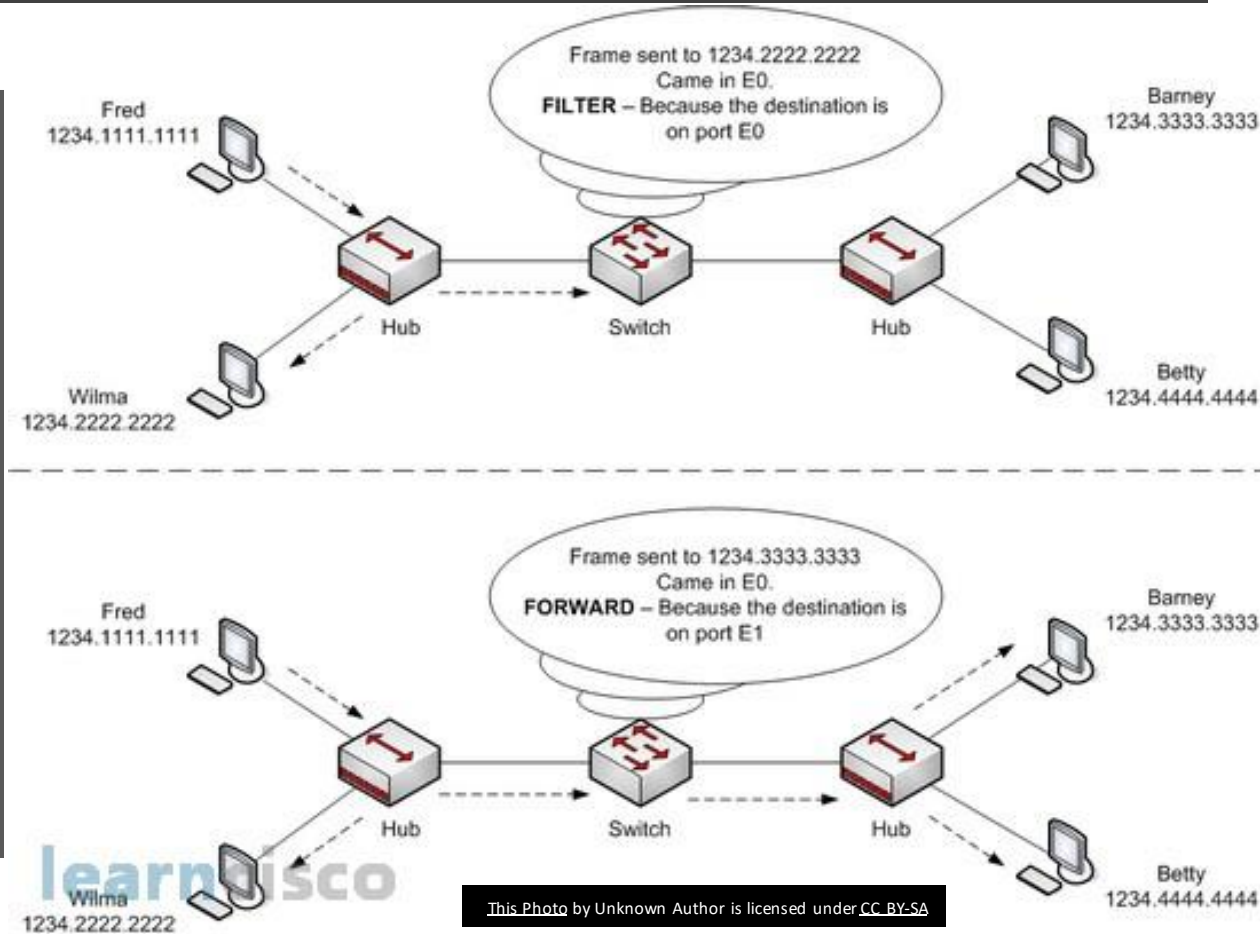 Frame sent to 1234.2222.2222
Came in E0.
FILTER – Because the destination is
on port E0
Fred
1234.1111.1111
Barney
1234.3333.3333
Hub
Switch
Hub
Wilma
1234.2222.2222
Betty
1234.4444.4444
Frame sent to 1234.3333.3333
Came in E0.
FORWARD – Because the destination is
on port E1
Fred
1234.1111.1111
Barney
1234.3333.3333
Hub
Switch
Hub
learncisco
Wilma
1234.2222.2222
Betty
1234.4444.4444
This Photo by Unknown Author is licensed under CC BY-SA